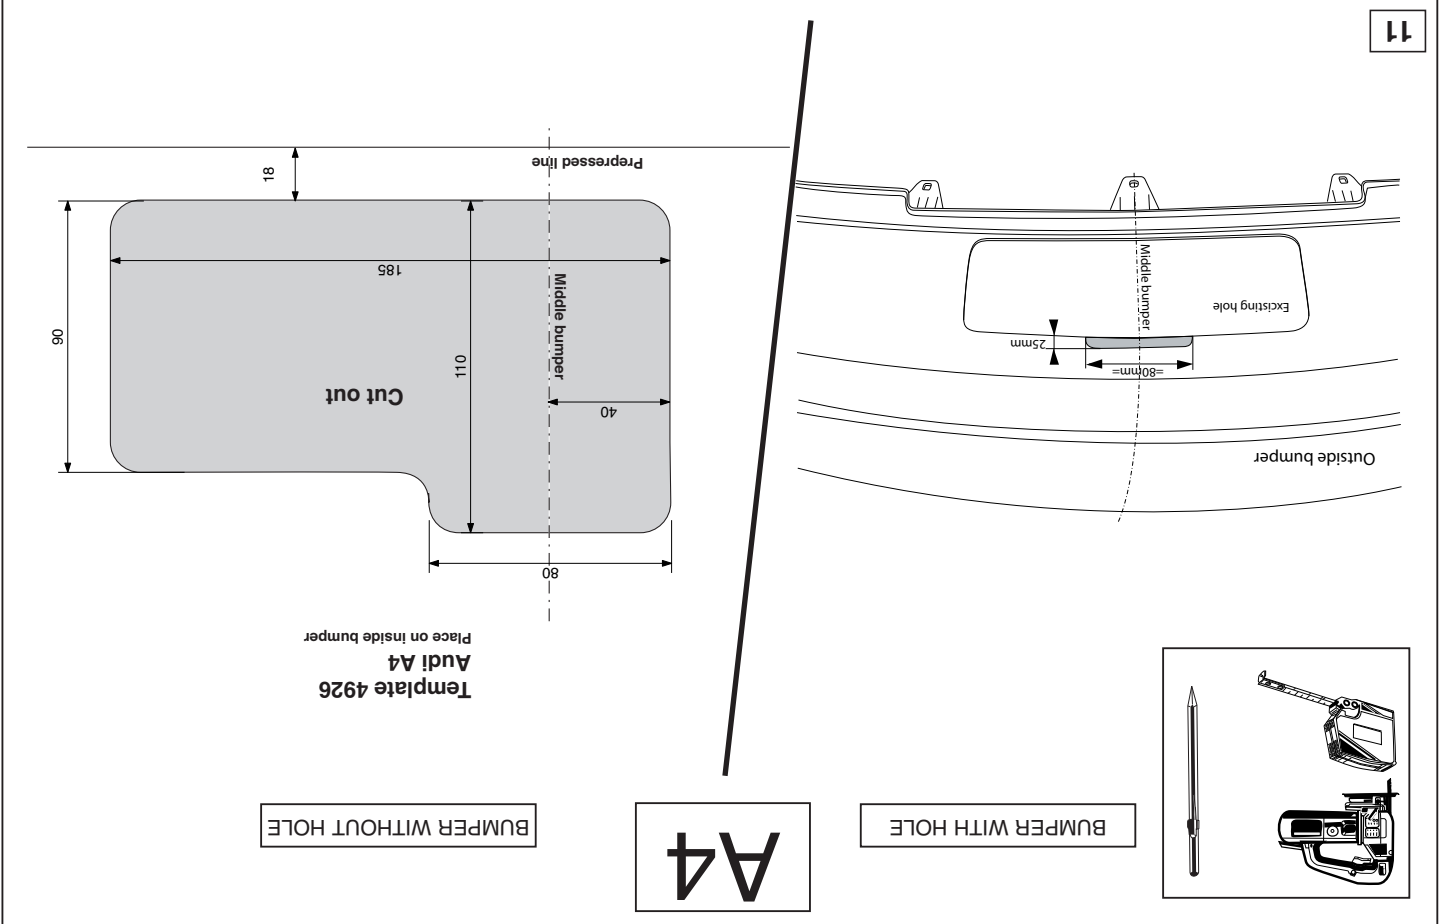 BUMPER WITH HOLE
A4
BUMPER WITHOUT HOLE
Outside bumper
=80mm=
25mm
Excisting hole
Middle bumper
Template 4926
Audi A4
Place on inside bumper
80
40
Cut out
110
90
Middle bumper
185
18
Prepressed line
11